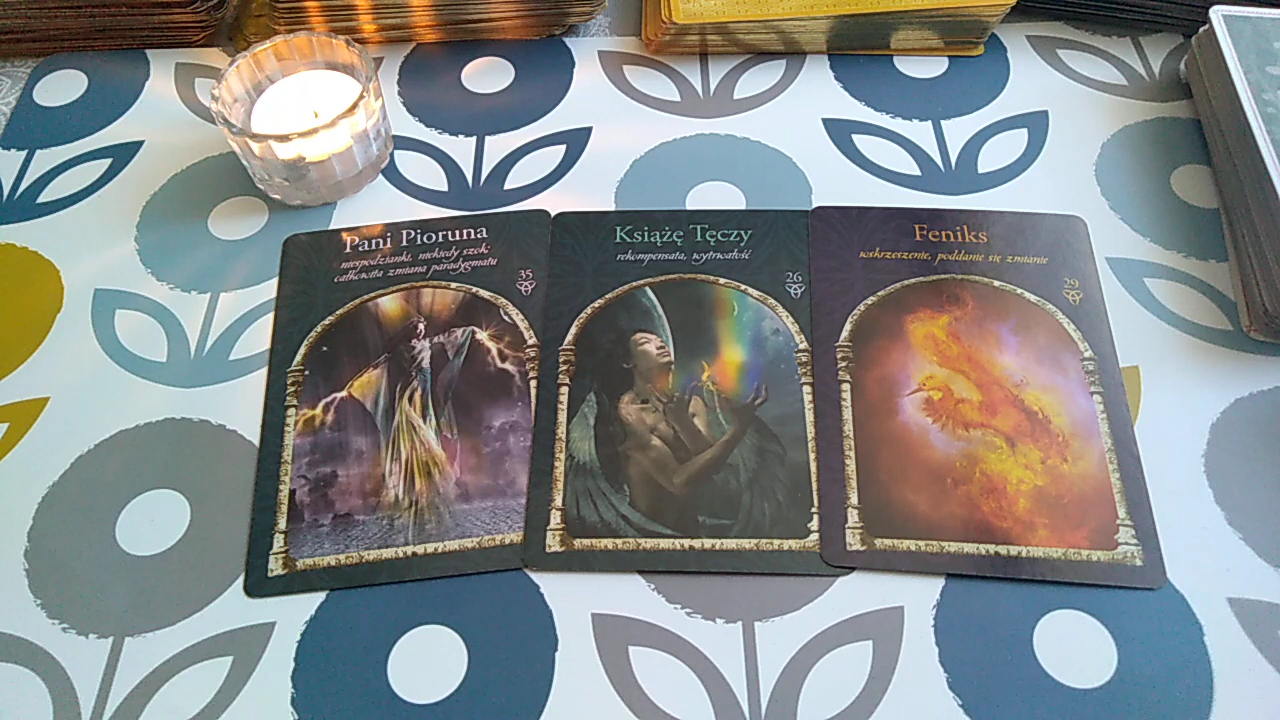 Pani Pioruna
niespodzianki, niekiedy szok
całkowita zmiana paradygmatu
35
Książę Tęczy
rekompensata, wytrwałość
26
Feniks
wskrzeszenie, poddanie się zmianie
29